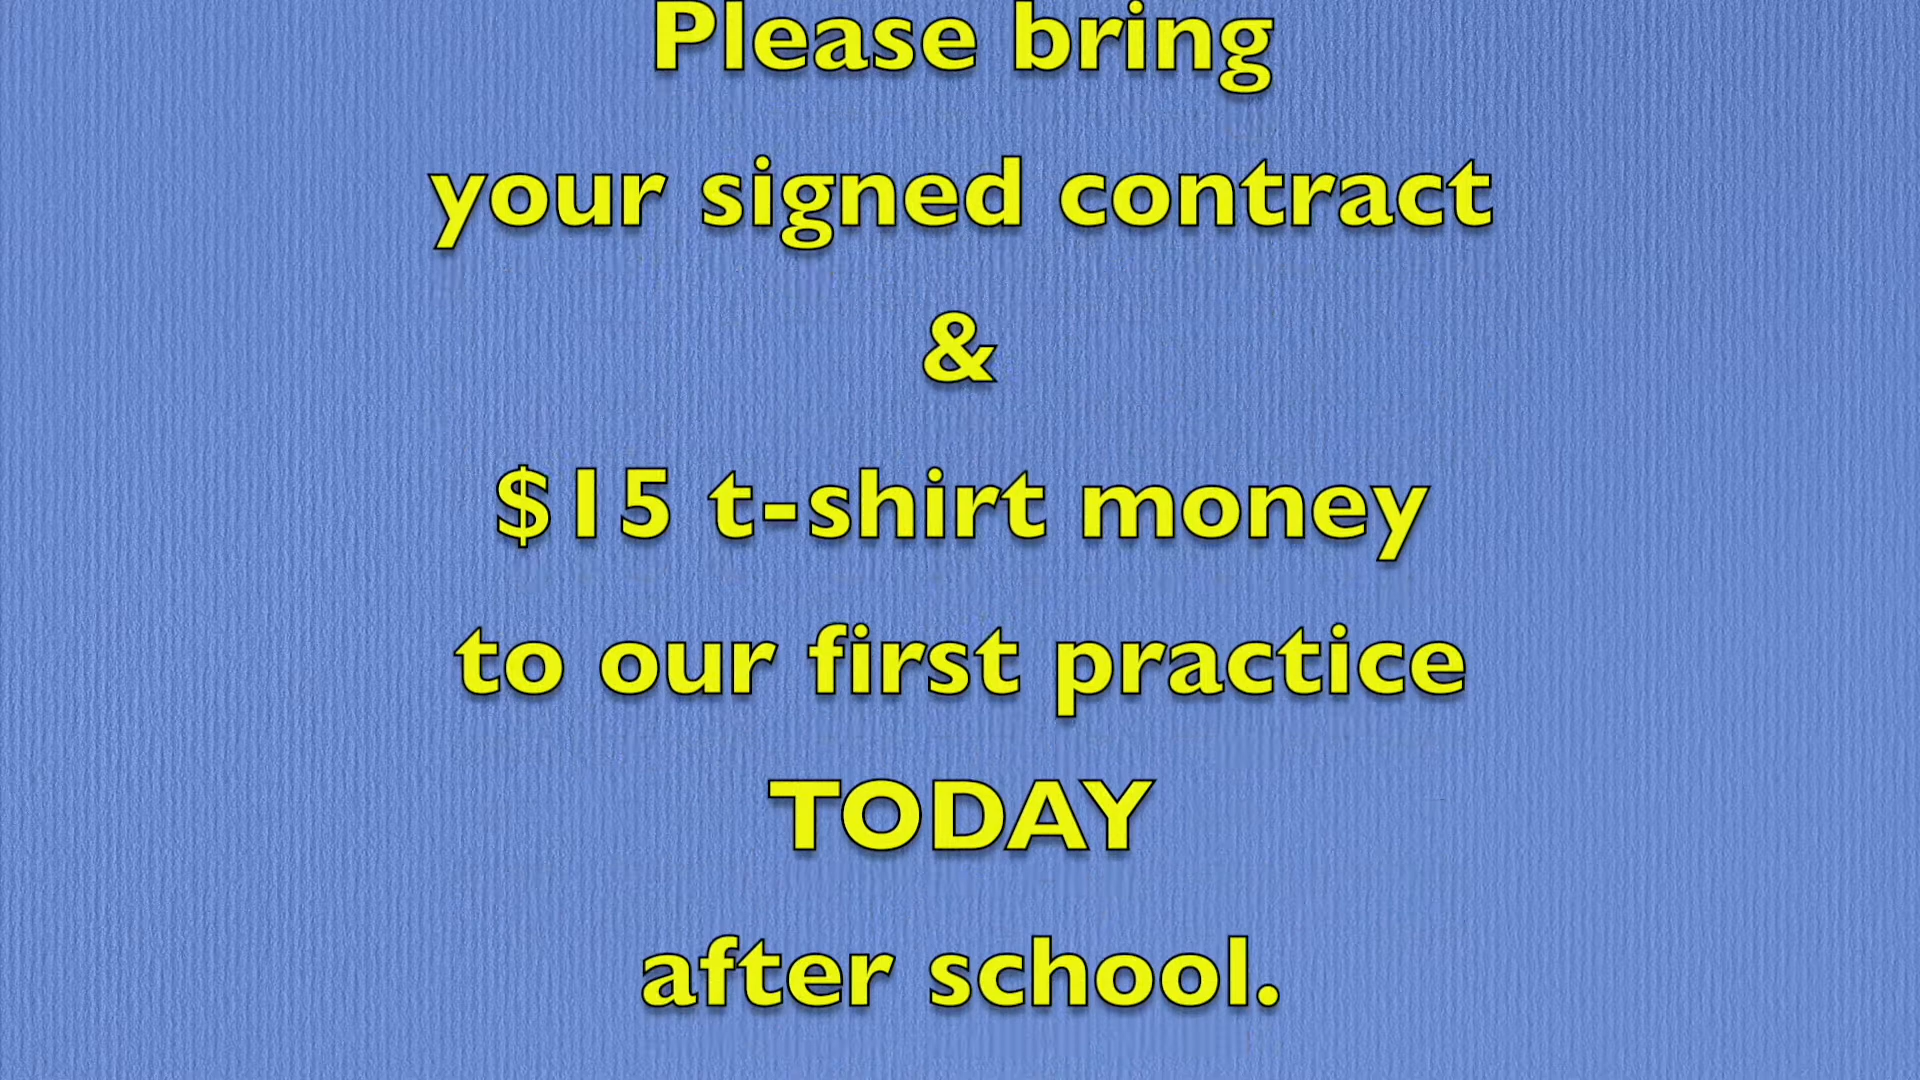 Please bring
your signed contract
&
$15 t-shirt money
to our first practice
TODAY
after school.